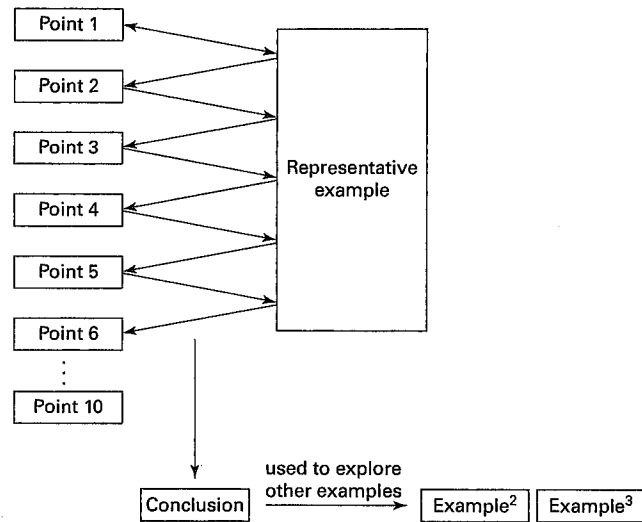 Point 1
Point 2
Point 3
Representative
example
Point 4
Point 5
Point 6
Point 10
used to explore
other examples
Conclusion
Example²
Example³